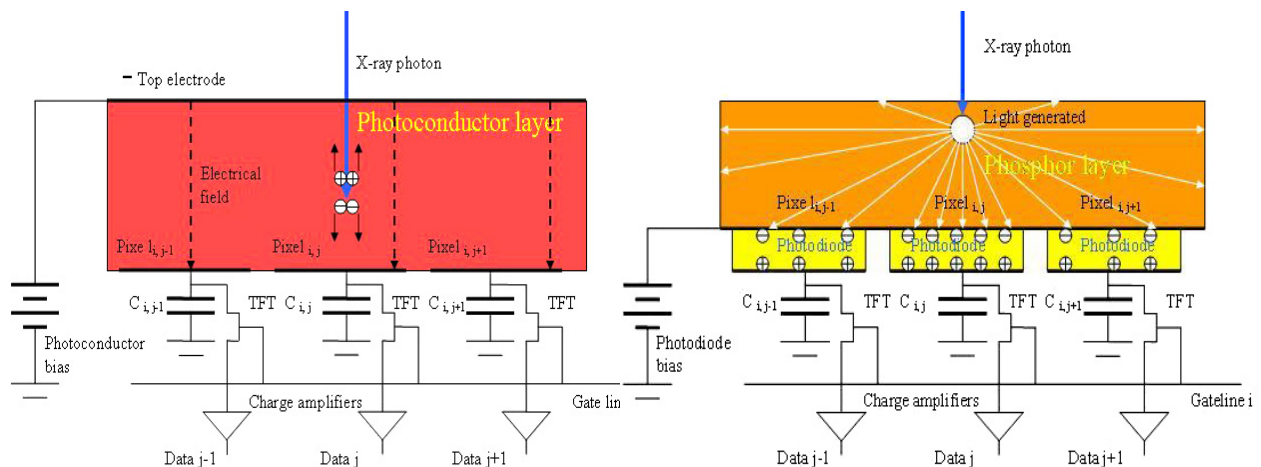 X-ray photon
– Top electrode
Photoconductor layer
Electrical
field
Pixe l i, j-1
Pixel i, j
Pixel i, j+1
C i, j-1
TFT
C i, j
TFT
C i, j+1
TFT
Photoconductor
bias
Charge amplifiers
Gate lin
Data j-1
Data j
Data j+1
X-ray photon
Light generated
Phosphor layer
Pixe l i,j-1
Pixel i,j
Pixel i,j+1
Photodiode
Photodiode
Photodiode
C i,j-1
TFT
C i,j
TFT
C i,j+1
TFT
Photodiode
bias
Charge amplifiers
Gateline i
Data j-1
Data j
Data j+1